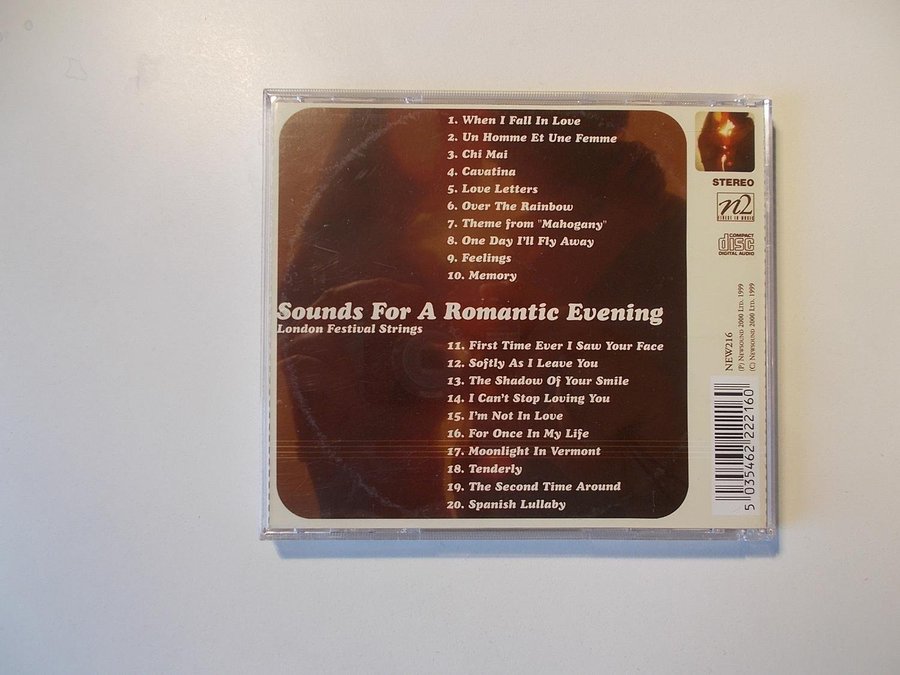 1. When I Fall In Love
2. Un Homme Et Une Femme
3. Chi Mai
4. Cavatina
5. Love Letters
6. Over The Rainbow
7. Theme from "Mahogany"
8. One Day I'll Fly Away
9. Feelings
10. Memory
Sounds For A Romantic Evening
London Festival Strings
11. First Time Ever I Saw Your Face
12. Softly As I Leave You
13. The Shadow Of Your Smile
14. I Can't Stop Loving You
15. I'm Not In Love
16. For Once In My Life
17. Moonlight In Vermont
18. Tenderly
19. The Second Time Around
20. Spanish Lullaby
STEREO
n2
FINEST IN MUSIC
COMPACT
disc
DIGITAL AUDIO
NEW216
(P) Newsound 2000 Ltd. 1999
(C) Newsound 2000 Ltd. 1999
5 035462 222160